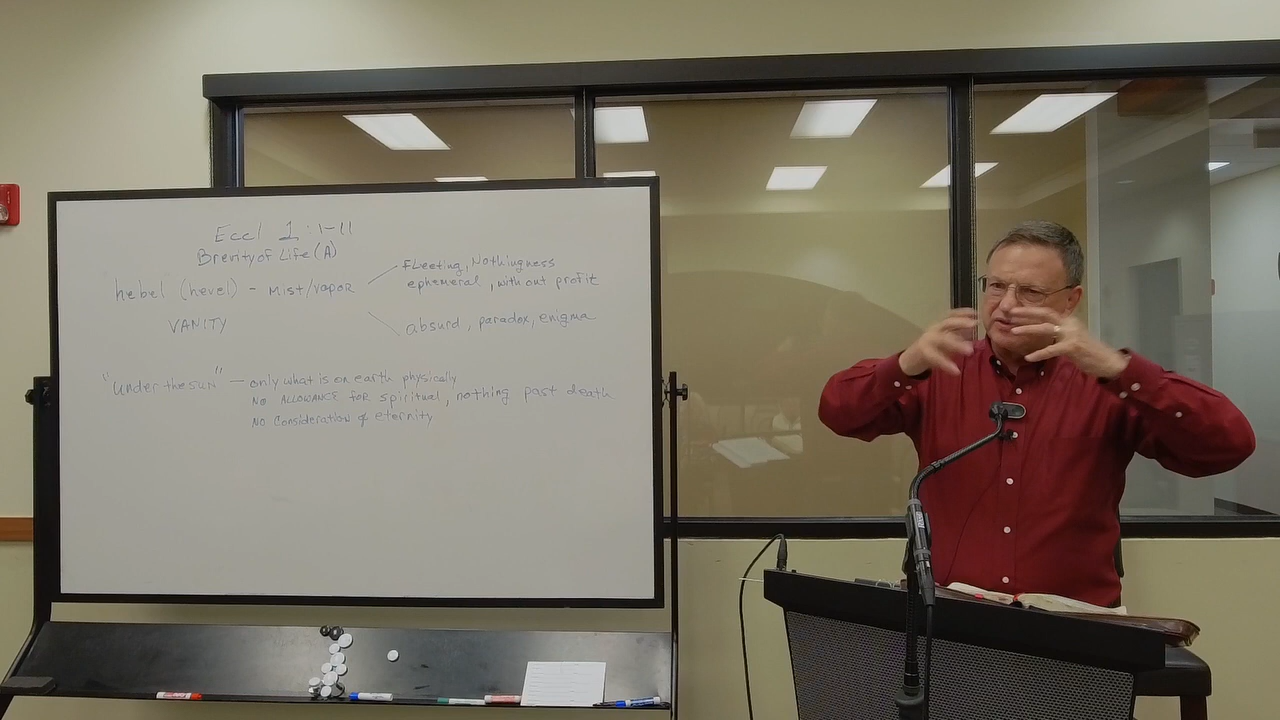 Eccl 1:1-11
Brevity of Life (A)
hebel (hevel) - Mist/vapor
Fleeting, Nothingness
ephemeral, without profit
VANITY
absurd, paradox, enigma
"under the sun" - only what is on earth physically
NO ALLOWANCE for spiritual, nothing past death
NO consideration of eternity